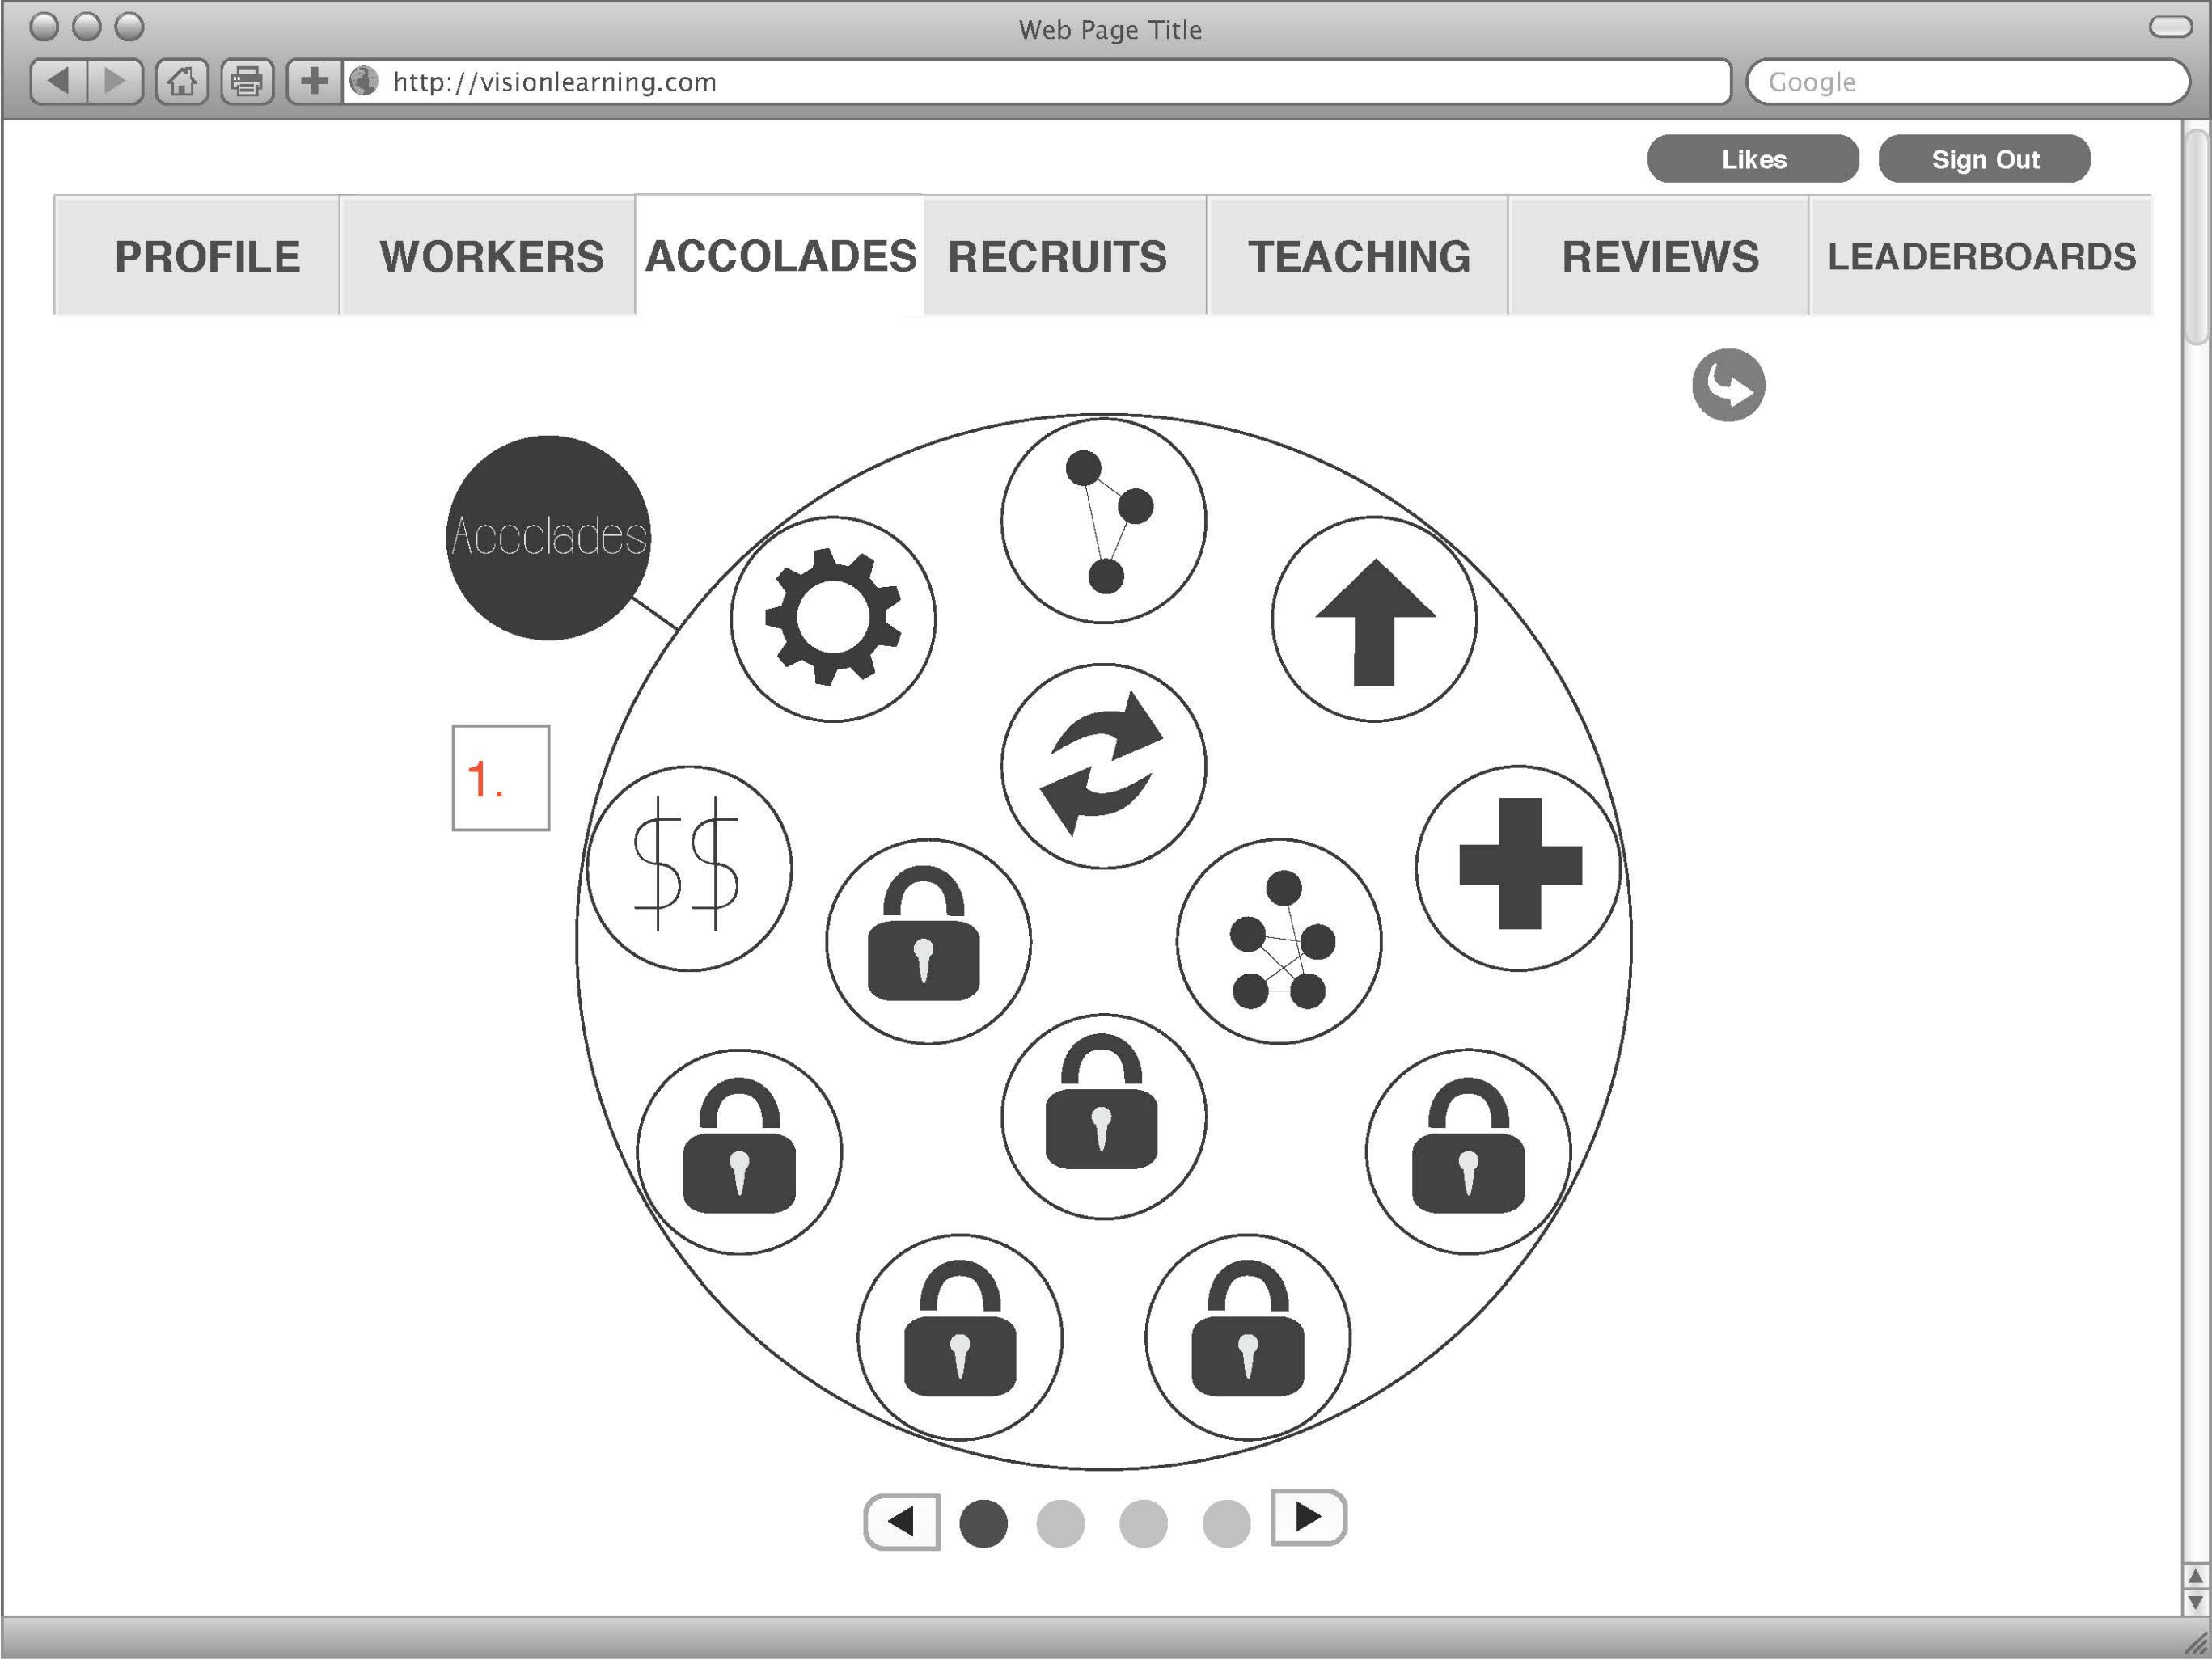 Web Page Title
http://visionlearning.com
Google
Likes
Sign Out
PROFILE
WORKERS
ACCOLADES
RECRUITS
TEACHING
REVIEWS
LEADERBOARDS
Accolades
1.
$$